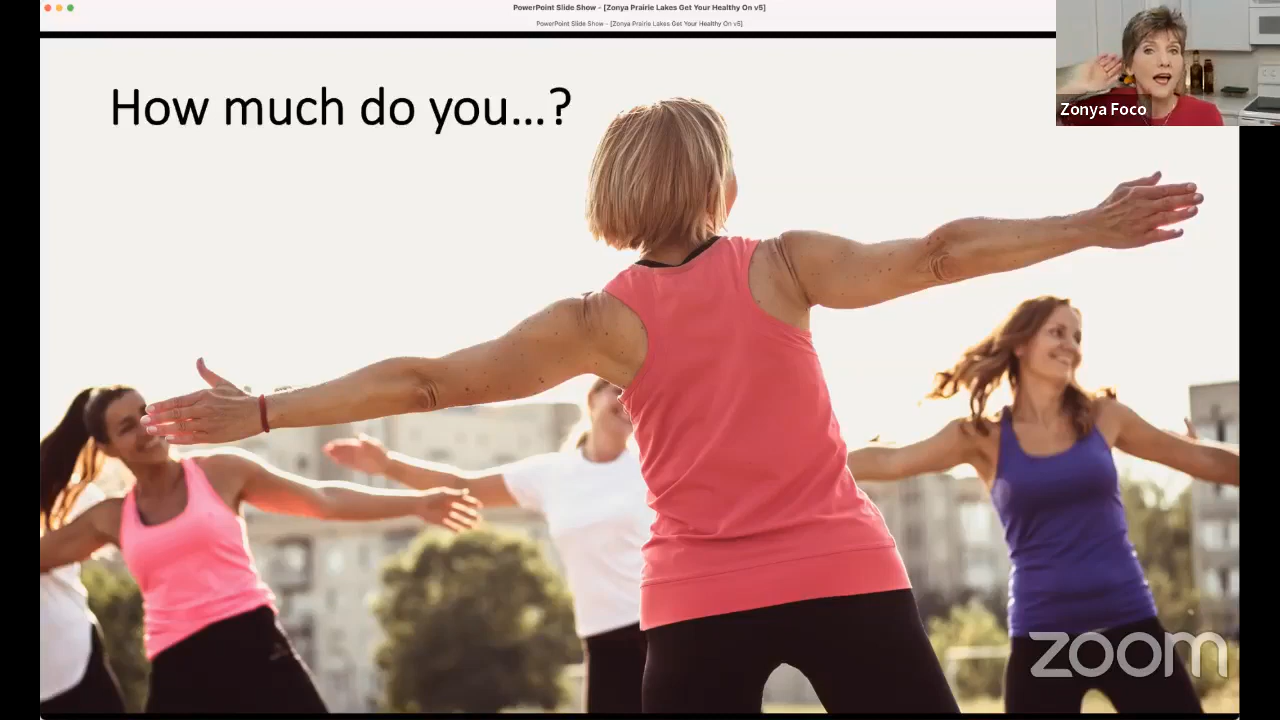 PowerPoint Slide Show - [Zonya Prairie Lakes Get Your Healthy On v5]
PowerPoint Slide Show - [Zonya Prairie Lakes Get Your Healthy On v5]
How much do you...?
Zonya Foco
zoom